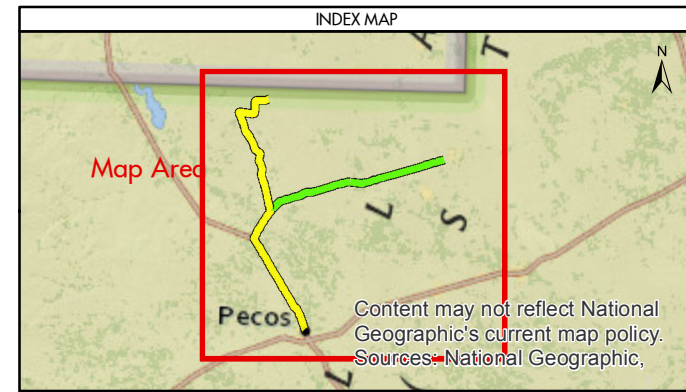 INDEX MAP
A
T
N
Map Area
L
S
Pecos
Content may not reflect National
Geographic's current map policy.
Sources: National Geographic,
L